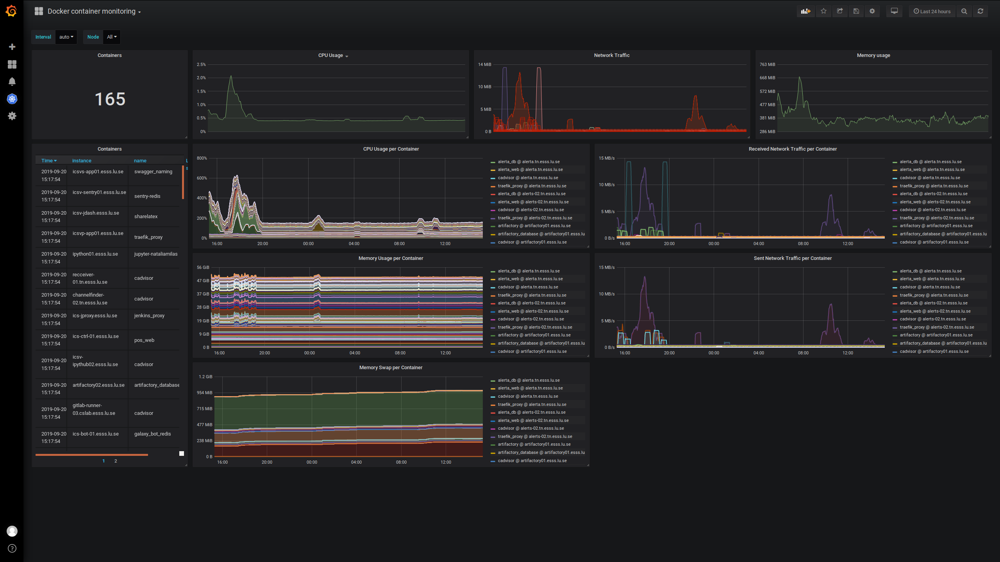 Docker container monitoring
Last 24 hours
Interval auto Node All
Containers
165
CPU Usage
2.5%
2.0%
1.5%
1.0%
0.5%
0%
Network Traffic
14 MiB
10 MiB
5 MiB
0 B
Memory usage
763 MiB
668 MiB
572 MiB
477 MiB
381 MiB
286 MiB
Containers
Time instance name
2019-09-20 15:17:54 icsvs-app01.esss.lu.se swagger_naming
2019-09-20 15:17:54 icsv-sentry01.esss.lu.se sentry-redis
2019-09-20 15:17:54 icsv-jdash.esss.lu.se sharelatex
2019-09-20 15:17:54 icsvp-app01.esss.lu.se traefik_proxy
2019-09-20 15:17:54 ipython01.esss.lu.se jupyter-nataliamilas
2019-09-20 15:17:54 recceiver-01.tn.esss.lu.se cadvisor
2019-09-20 15:17:54 channelfinder-02.tn.esss.lu.se cadvisor
2019-09-20 15:17:54 ics-jproxy.esss.lu.se jenkins_proxy
2019-09-20 15:17:54 ics-ctrl-01.esss.lu.se pos_web
2019-09-20 15:17:54 icsv-ipythub02.esss.lu.se cadvisor
2019-09-20 15:17:54 artifactory02.esss.lu.se artifactory_database
2019-09-20 15:17:54 gitlab-runner-03.cslab.esss.lu.se cadvisor
2019-09-20 15:17:54 ics-bot-01.esss.lu.se galaxy_bot_redis
1 2
CPU Usage per Container
800%
600%
400%
200%
0%
16:00 20:00 00:00 04:00 08:00 12:00
alerta_db @ alerta.tn.esss.lu.se
alerta_web @ alerta.tn.esss.lu.se
cadvisor @ alerta.tn.esss.lu.se
traefik_proxy @ alerta.tn.esss.lu.se
alerta_db @ alerts-02.tn.esss.lu.se
alerta_web @ alerts-02.tn.esss.lu.se
cadvisor @ alerts-02.tn.esss.lu.se
traefik_proxy @ alerts-02.tn.esss.lu.se
artifactory @ artifactory01.esss.lu.se
artifactory_database @ artifactory01.esss.lu
cadvisor @ artifactory01.esss.lu.se
Received Network Traffic per Container
15 MB/s
10 MB/s
5 MB/s
0 B/s
16:00 20:00 00:00 04:00 08:00 12:00
alerta_db @ alerta.tn.esss.lu.se
alerta_web @ alerta.tn.esss.lu.se
cadvisor @ alerta.tn.esss.lu.se
traefik_proxy @ alerta.tn.esss.lu.se
alerta_db @ alerts-02.tn.esss.lu.se
alerta_web @ alerts-02.tn.esss.lu.se
cadvisor @ alerts-02.tn.esss.lu.se
traefik_proxy @ alerts-02.tn.esss.lu.se
artifactory @ artifactory01.esss.lu.se
artifactory_database @ artifactory01.esss.lu
cadvisor @ artifactory01.esss.lu.se
Memory Usage per Container
56 GiB
47 GiB
37 GiB
28 GiB
19 GiB
9 GiB
0 B
16:00 20:00 00:00 04:00 08:00 12:00
alerta_db @ alerta.tn.esss.lu.se
alerta_web @ alerta.tn.esss.lu.se
cadvisor @ alerta.tn.esss.lu.se
traefik_proxy @ alerta.tn.esss.lu.se
alerta_db @ alerts-02.tn.esss.lu.se
alerta_web @ alerts-02.tn.esss.lu.se
cadvisor @ alerts-02.tn.esss.lu.se
traefik_proxy @ alerts-02.tn.esss.lu.se
artifactory @ artifactory01.esss.lu.se
artifactory_database @ artifactory01.esss.lu
cadvisor @ artifactory01.esss.lu.se
Sent Network Traffic per Container
15 MB/s
10 MB/s
5 MB/s
0 B/s
16:00 20:00 00:00 04:00 08:00 12:00
alerta_db @ alerta.tn.esss.lu.se
alerta_web @ alerta.tn.esss.lu.se
cadvisor @ alerta.tn.esss.lu.se
traefik_proxy @ alerta.tn.esss.lu.se
alerta_db @ alerts-02.tn.esss.lu.se
alerta_web @ alerts-02.tn.esss.lu.se
cadvisor @ alerts-02.tn.esss.lu.se
traefik_proxy @ alerts-02.tn.esss.lu.se
artifactory @ artifactory01.esss.lu.se
artifactory_database @ artifactory01.esss.lu
cadvisor @ artifactory01.esss.lu.se
Memory Swap per Container
1.2 GiB
954 MiB
715 MiB
477 MiB
238 MiB
0 B
16:00 20:00 00:00 04:00 08:00 12:00
alerta_db @ alerta.tn.esss.lu.se
alerta_web @ alerta.tn.esss.lu.se
cadvisor @ alerta.tn.esss.lu.se
traefik_proxy @ alerta.tn.esss.lu.se
alerta_db @ alerts-02.tn.esss.lu.se
alerta_web @ alerts-02.tn.esss.lu.se
cadvisor @ alerts-02.tn.esss.lu.se
traefik_proxy @ alerts-02.tn.esss.lu.se
artifactory @ artifactory01.esss.lu.se
artifactory_database @ artifactory01.esss.lu
cadvisor @ artifactory01.esss.lu.se